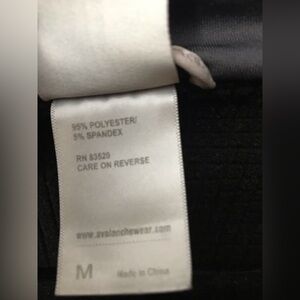 95% POLYESTER/
5% SPANDEX
RN 83520
CARE ON REVERSE
www.avalanchewear.com
M
Made in China